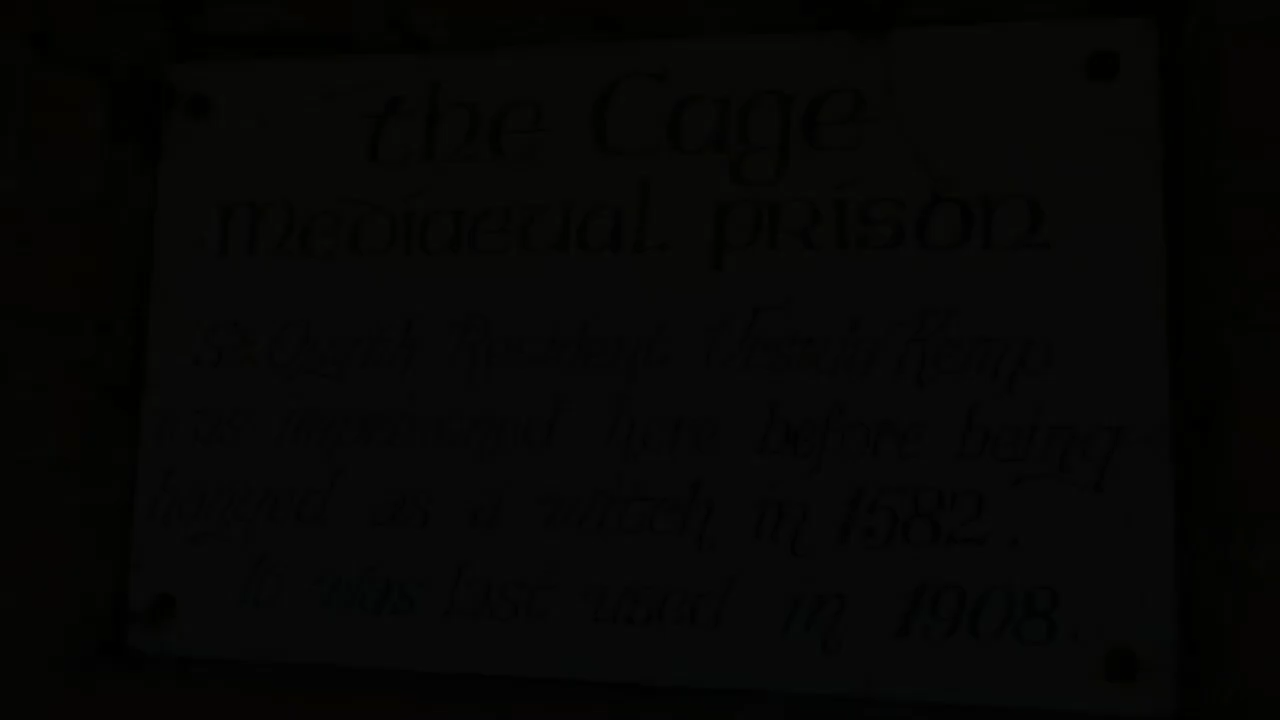 the Cage
Mediaeval prison
St. Osyth Resident Ursula Kemp
was imprisoned here before being
hanged as a witch in 1582.
It was last used in 1908.